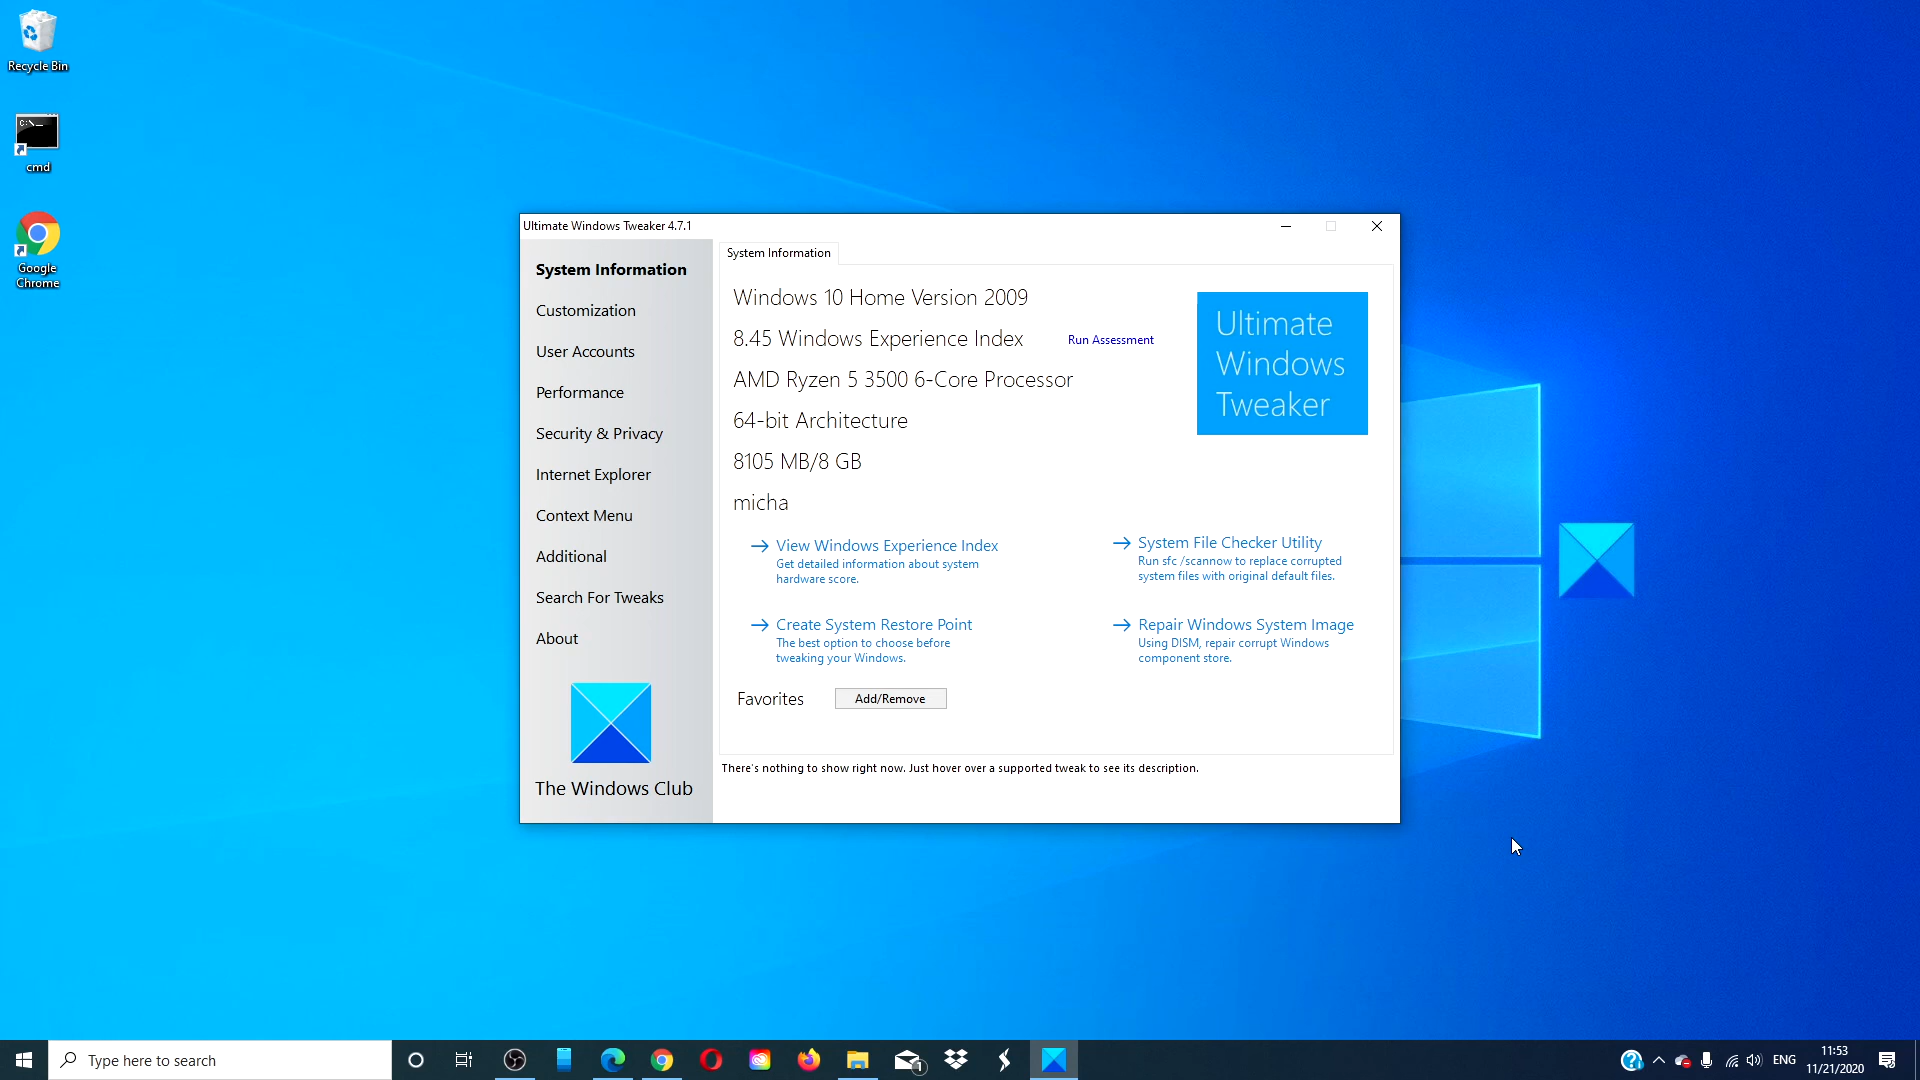 Recycle Bin
cmd
Google
Chrome
Ultimate Windows Tweaker 4.7.1
System Information
Customization
User Accounts
Performance
Security & Privacy
Internet Explorer
Context Menu
Additional
Search For Tweaks
About
The Windows Club
System Information
Windows 10 Home Version 2009
8.45 Windows Experience Index
Run Assessment
AMD Ryzen 5 3500 6-Core Processor
64-bit Architecture
8105 MB/8 GB
micha
Ultimate
Windows
Tweaker
View Windows Experience Index
Get detailed information about system
hardware score.
System File Checker Utility
Run sfc /scannow to replace corrupted
system files with original default files.
Create System Restore Point
The best option to choose before
tweaking your Windows.
Repair Windows System Image
Using DISM, repair corrupt Windows
component store.
Favorites
Add/Remove
There's nothing to show right now. Just hover over a supported tweak to see its description.
Type here to search
1
ENG
11:53
11/21/2020